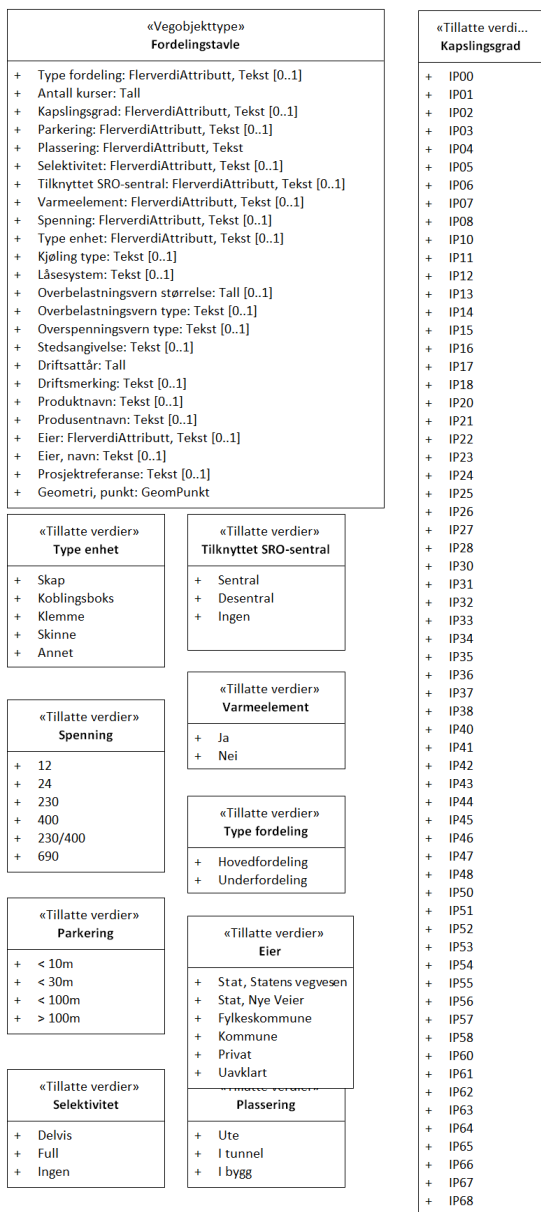 «Vegobjekttype»
Fordelingstavle
+ Type fordeling: FlerverdiAttributt, Tekst [0..1]
+ Antall kurser: Tall
+ Kapslingsgrad: FlerverdiAttributt, Tekst [0..1]
+ Parkering: FlerverdiAttributt, Tekst [0..1]
+ Plassering: FlerverdiAttributt, Tekst
+ Selektivitet: FlerverdiAttributt, Tekst [0..1]
+ Tilknyttet SRO-sentral: FlerverdiAttributt, Tekst [0..1]
+ Varmeelement: FlerverdiAttributt, Tekst [0..1]
+ Spenning: FlerverdiAttributt, Tekst [0..1]
+ Type enhet: FlerverdiAttributt, Tekst [0..1]
+ Kjøling type: Tekst [0..1]
+ Låsesystem: Tekst [0..1]
+ Overbelastningsvern størrelse: Tall [0..1]
+ Overbelastningsvern type: Tekst [0..1]
+ Overspenningsvern type: Tekst [0..1]
+ Stedsangivelse: Tekst [0..1]
+ Driftsattår: Tall
+ Driftsmerking: Tekst [0..1]
+ Produktnavn: Tekst [0..1]
+ Produsentnavn: Tekst [0..1]
+ Eier: FlerverdiAttributt, Tekst [0..1]
+ Eier, navn: Tekst [0..1]
+ Prosjektreferanse: Tekst [0..1]
+ Geometri, punkt: GeomPunkt
«Tillatte verdier»
Type enhet
+ Skap
+ Koblingsboks
+ Klemme
+ Skinne
+ Annet
«Tillatte verdier»
Tilknyttet SRO-sentral
+ Sentral
+ Desentral
+ Ingen
«Tillatte verdier»
Spenning
+ 12
+ 24
+ 230
+ 400
+ 230/400
+ 690
«Tillatte verdier»
Varmeelement
+ Ja
+ Nei
«Tillatte verdier»
Type fordeling
+ Hovedfordeling
+ Underfordeling
«Tillatte verdier»
Parkering
+ < 10m
+ < 30m
+ < 100m
+ > 100m
«Tillatte verdier»
Eier
+ Stat, Statens vegvesen
+ Stat, Nye Veier
+ Fylkeskommune
+ Kommune
+ Privat
+ Uavklart
«Tillatte verdier»
Selektivitet
+ Delvis
+ Full
+ Ingen
«Tillatte verdier»
Plassering
+ Ute
+ I tunnel
+ I bygg
«Tillatte verdi...
Kapslingsgrad
+ IP00
+ IP01
+ IP02
+ IP03
+ IP04
+ IP05
+ IP06
+ IP07
+ IP08
+ IP10
+ IP11
+ IP12
+ IP13
+ IP14
+ IP15
+ IP16
+ IP17
+ IP18
+ IP20
+ IP21
+ IP22
+ IP23
+ IP24
+ IP25
+ IP26
+ IP27
+ IP28
+ IP30
+ IP31
+ IP32
+ IP33
+ IP34
+ IP35
+ IP36
+ IP37
+ IP38
+ IP40
+ IP41
+ IP42
+ IP43
+ IP44
+ IP45
+ IP46
+ IP47
+ IP48
+ IP50
+ IP51
+ IP52
+ IP53
+ IP54
+ IP55
+ IP56
+ IP57
+ IP58
+ IP60
+ IP61
+ IP62
+ IP63
+ IP64
+ IP65
+ IP66
+ IP67
+ IP68